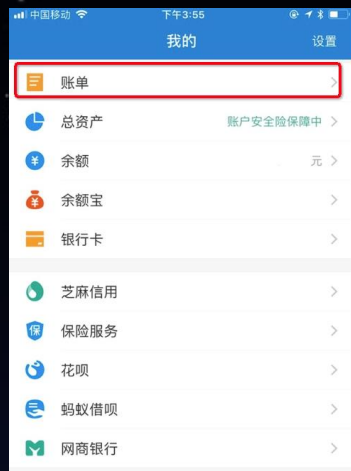 中国移动 下午3:55
我的 设置
账单
总资产 账户安全险保障中
余额 元
余额宝
银行卡
芝麻信用
保 保险服务
花呗
蚂蚁借呗
网商银行